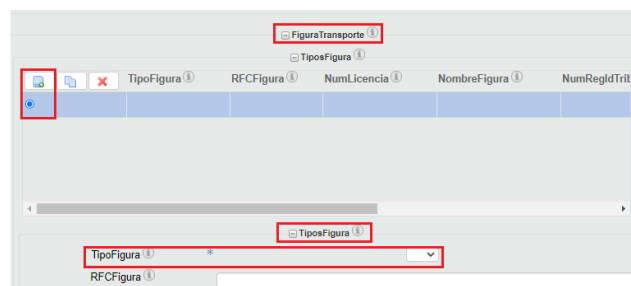 FiguraTransporte
TiposFigura
TipoFigura RFCFigura NumLicencia NombreFigura NumRegIdTrib
TiposFigura
TipoFigura *
RFCFigura